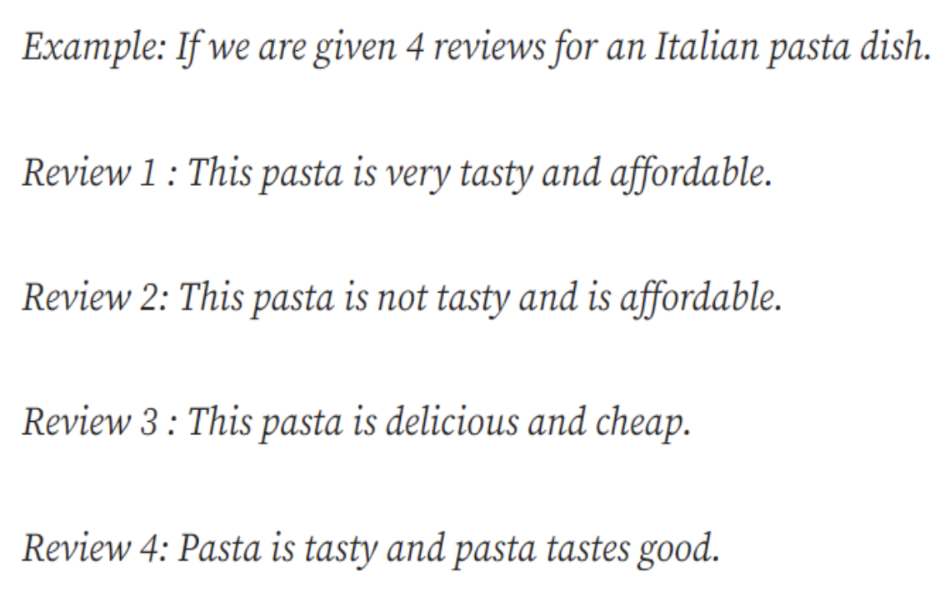 Example: If we are given 4 reviews for an Italian pasta dish.
Review 1 : This pasta is very tasty and affordable.
Review 2: This pasta is not tasty and is affordable.
Review 3 : This pasta is delicious and cheap.
Review 4: Pasta is tasty and pasta tastes good.